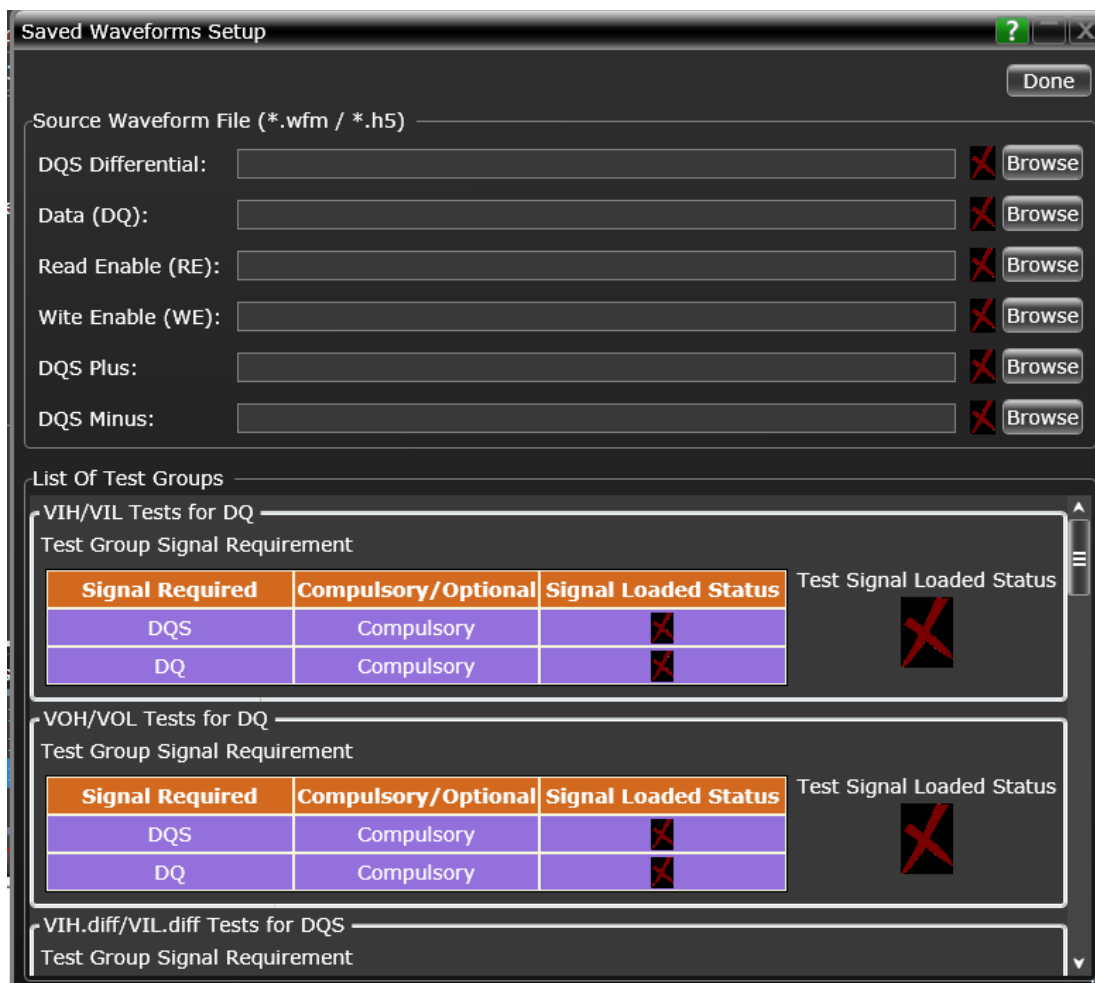 Saved Waveforms Setup
?
X
Done
Source Waveform File (*.wfm / *.h5)
DQS Differential:
Browse
Data (DQ):
Browse
Read Enable (RE):
Browse
Wite Enable (WE):
Browse
DQS Plus:
Browse
DQS Minus:
Browse
List Of Test Groups
VIH/VIL Tests for DQ
Test Group Signal Requirement
Signal Required Compulsory/Optional Signal Loaded Status
Test Signal Loaded Status
DQS Compulsory
DQ Compulsory
VOH/VOL Tests for DQ
Test Group Signal Requirement
Signal Required Compulsory/Optional Signal Loaded Status
Test Signal Loaded Status
DQS Compulsory
DQ Compulsory
VIH.diff/VIL.diff Tests for DQS
Test Group Signal Requirement